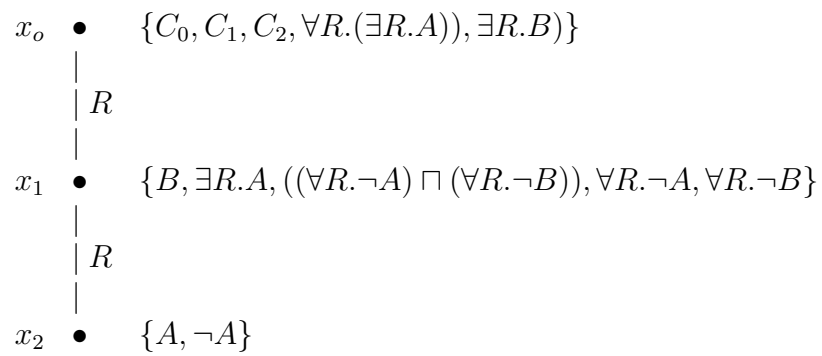 x_o • {C_0, C_1, C_2, ∀R.(∃R.A)), ∃R.B)}
R
x_1 • {B, ∃R.A, ((∀R.¬A) ⊓ (∀R.¬B)), ∀R.¬A, ∀R.¬B}
R
x_2 • {A, ¬A}